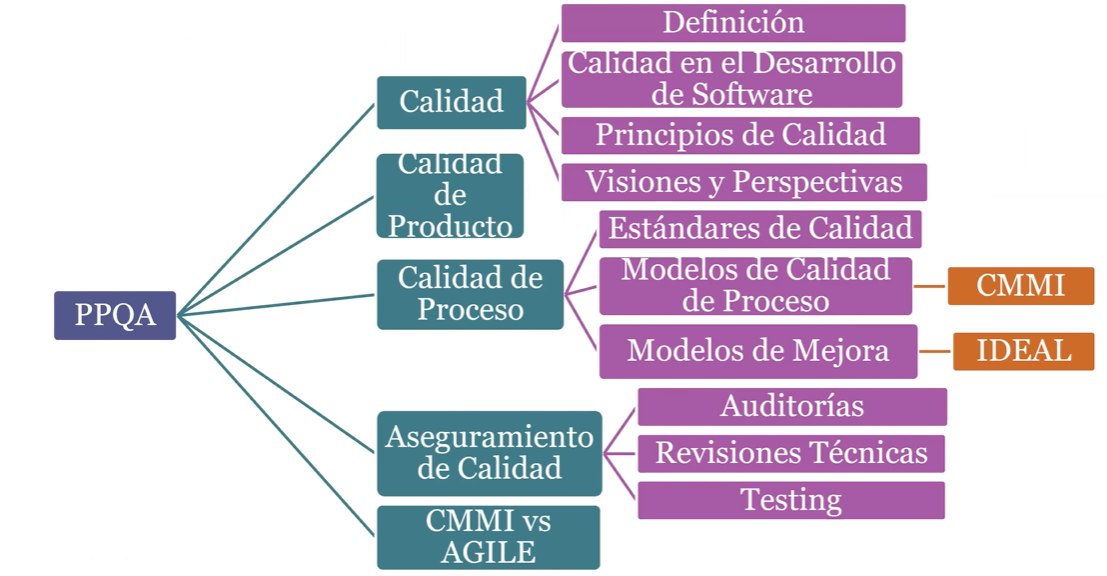 PPQA
Calidad
Definición
Calidad en el Desarrollo
de Software
Principios de Calidad
Visiones y Perspectivas
Calidad
de
Producto
Calidad de
Proceso
Estándares de Calidad
Modelos de Calidad
de Proceso
CMMI
Modelos de Mejora
IDEAL
Aseguramiento
de Calidad
Auditorías
Revisiones Técnicas
Testing
CMMI vs
AGILE